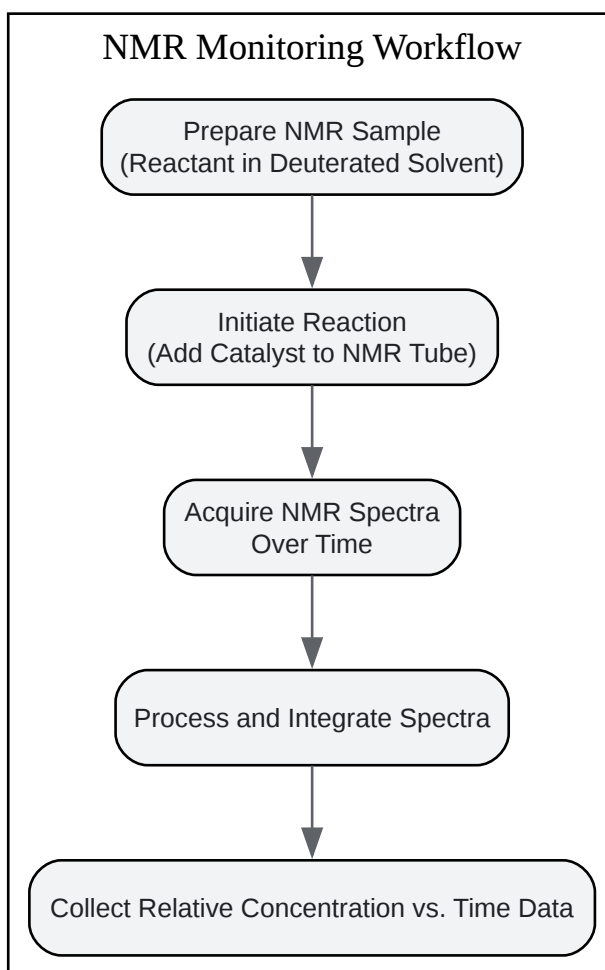 NMR Monitoring Workflow
Prepare NMR Sample
(Reactant in Deuterated Solvent)
Initiate Reaction
(Add Catalyst to NMR Tube)
Acquire NMR Spectra
Over Time
Process and Integrate Spectra
Collect Relative Concentration vs. Time Data